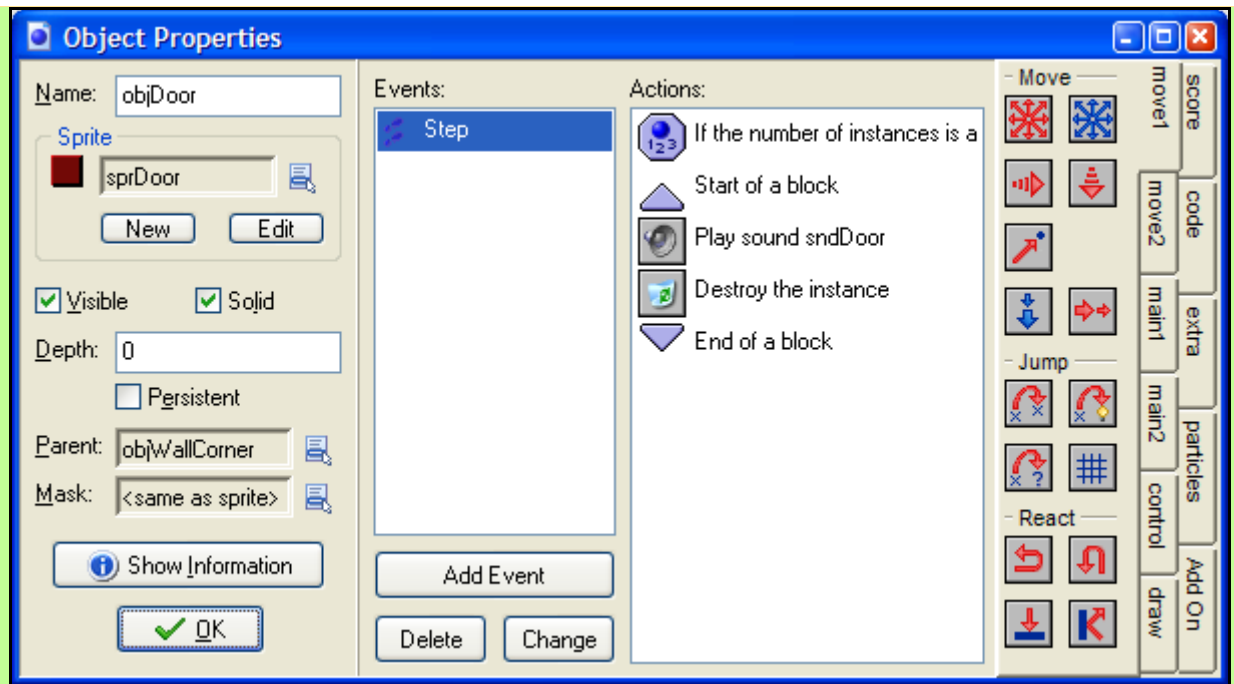 Object Properties
Name: objDoor
Sprite
sprDoor
New Edit
Visible Solid
Depth: 0
Persistent
Parent: objWallCorner
Mask: <same as sprite>
Show Information
OK
Events:
Step
Add Event
Delete Change
Actions:
1 2 3
If the number of instances is a
Start of a block
Play sound sndDoor
Destroy the instance
End of a block
Move
Jump
x x x
x ?
React
move1
move2
main1
main2
control
draw
score
code
extra
particles
Add On